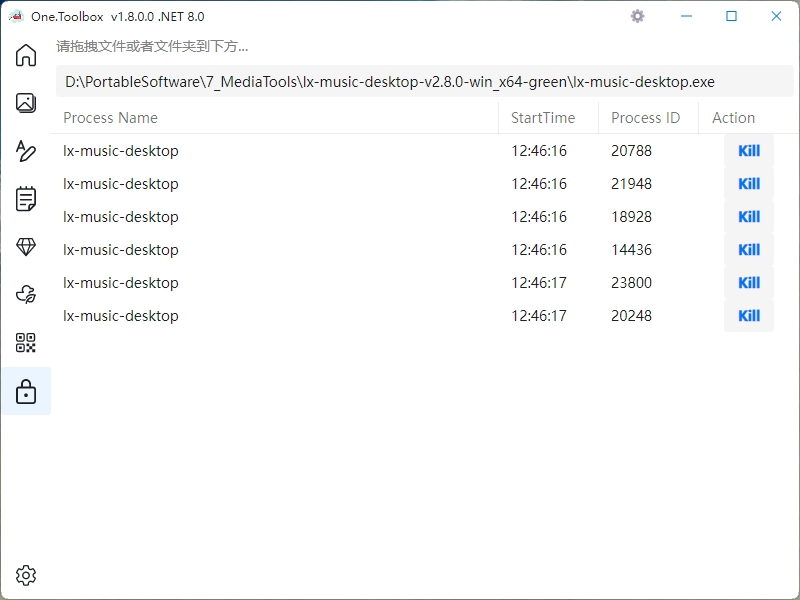 One.Toolbox v1.8.0.0 .NET 8.0
请拖拽文件或者文件夹到下方...
D:\PortableSoftware\7_MediaTools\lx-music-desktop-v2.8.0-win_x64-green\lx-music-desktop.exe
Process Name StartTime Process ID Action
lx-music-desktop 12:46:16 20788 Kill
lx-music-desktop 12:46:16 21948 Kill
lx-music-desktop 12:46:16 18928 Kill
lx-music-desktop 12:46:16 14436 Kill
lx-music-desktop 12:46:17 23800 Kill
lx-music-desktop 12:46:17 20248 Kill